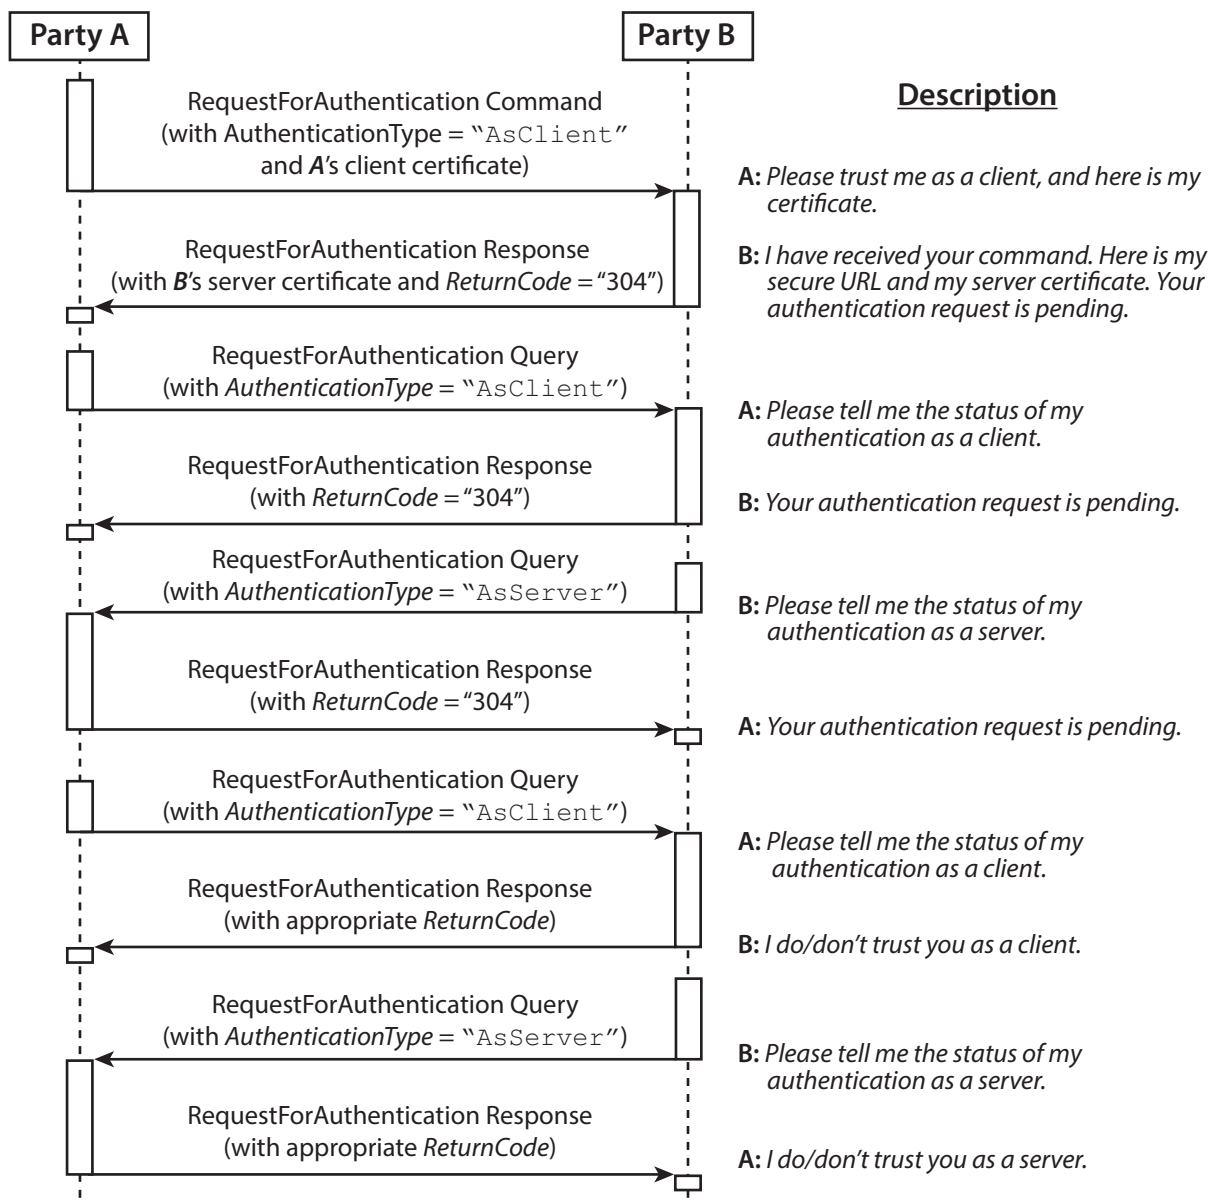 Party A
Party B
Description
RequestForAuthentication Command
(with AuthenticationType = “AsClient”
and A’s client certificate)
A: Please trust me as a client, and here is my
certificate.
RequestForAuthentication Response
(with B’s server certificate and ReturnCode = “304”)
B: I have received your command. Here is my
secure URL and my server certificate. Your
authentication request is pending.
RequestForAuthentication Query
(with AuthenticationType = “AsClient”)
A: Please tell me the status of my
authentication as a client.
RequestForAuthentication Response
(with ReturnCode = “304”)
B: Your authentication request is pending.
RequestForAuthentication Query
(with AuthenticationType = “AsServer”)
B: Please tell me the status of my
authentication as a server.
RequestForAuthentication Response
(with ReturnCode = “304”)
A: Your authentication request is pending.
RequestForAuthentication Query
(with AuthenticationType = “AsClient”)
A: Please tell me the status of my
authentication as a client.
RequestForAuthentication Response
(with appropriate ReturnCode)
B: I do/don’t trust you as a client.
RequestForAuthentication Query
(with AuthenticationType = “AsServer”)
B: Please tell me the status of my
authentication as a server.
RequestForAuthentication Response
(with appropriate ReturnCode)
A: I do/don’t trust you as a server.